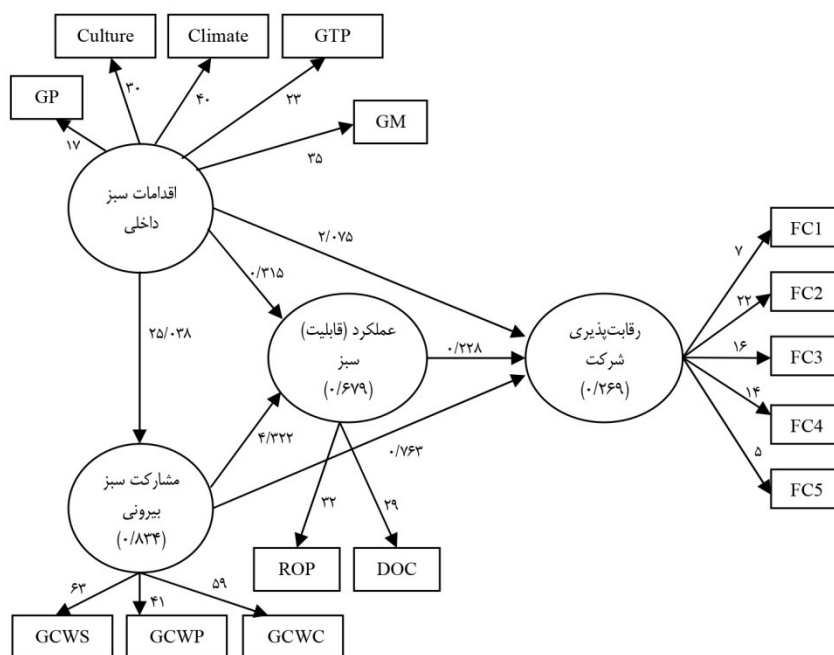 Culture
Climate
GTP
GP
GM
۳۰
۴۰
۲۳
۱۷
۳۵
اقدامات سبز
داخلی
۲/۰۷۵
۰/۳۱۵
۲۵/۰۳۸
عملکرد (قابلیت)
سبز
(۰/۶۷۹)
۰/۲۲۸
رقابت‌پذیری
شرکت
(۰/۲۶۹)
۷
۲۲
۱۶
۱۴
۵
FC1
FC2
FC3
FC4
FC5
۴/۳۲۲
۰/۷۶۳
مشارکت سبز
بیرونی
(۰/۸۳۴)
۳۲
۲۹
ROP
DOC
۶۳
۴۱
۵۹
GCWS
GCWP
GCWC